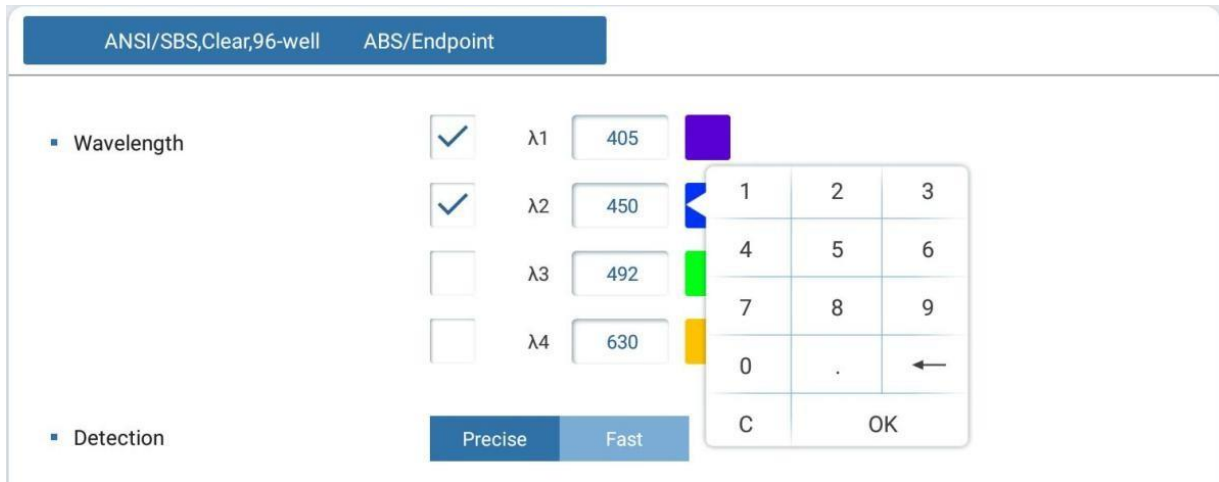 ANSI/SBS,Clear,96-well ABS/Endpoint
Wavelength
λ1 405
λ2 450
λ3 492
λ4 630
1 2 3
4 5 6
7 8 9
0 . ←
C OK
Detection
Precise Fast